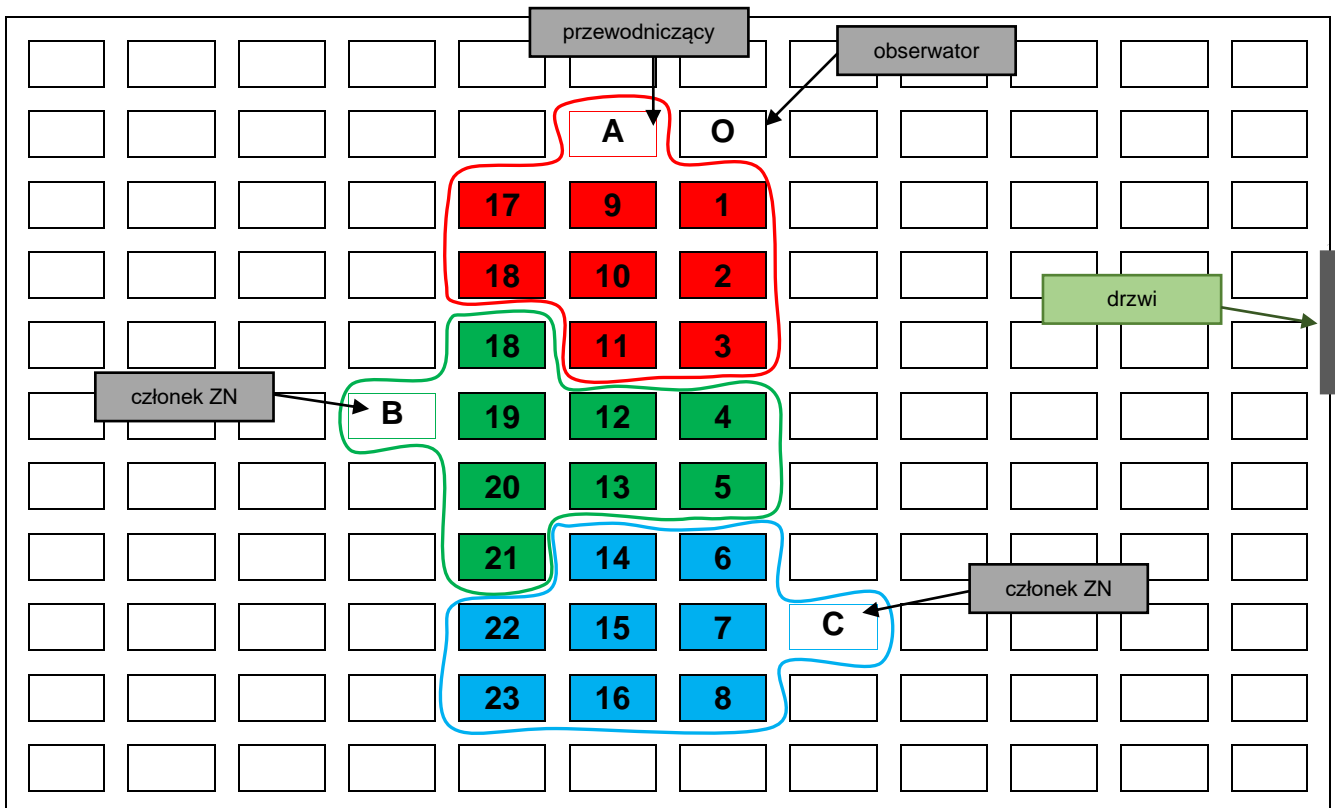 przewodniczący
obserwator
A O
17 9 1
18 10 2
drzwi
18 11 3
członek ZN
B 19 12 4
20 13 5
21 14 6
członek ZN
22 15 7 C
23 16 8